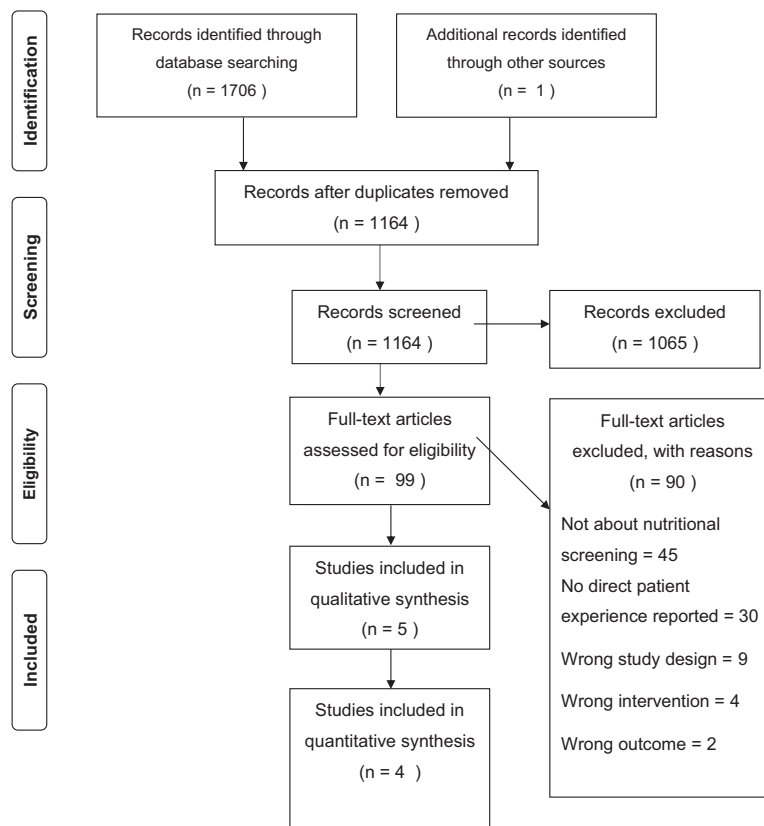 Identification
Records identified through
database searching
(n = 1706 )
Additional records identified
through other sources
(n = 1 )
Records after duplicates removed
(n = 1164 )
Screening
Records screened
(n = 1164 )
Records excluded
(n = 1065 )
Eligibility
Full-text articles
assessed for eligibility
(n = 99 )
Full-text articles
excluded, with reasons
(n = 90 )
Not about nutritional
screening = 45
No direct patient
experience reported = 30
Wrong study design = 9
Wrong intervention = 4
Wrong outcome = 2
Included
Studies included in
qualitative synthesis
(n = 5 )
Studies included in
quantitative synthesis
(n = 4 )